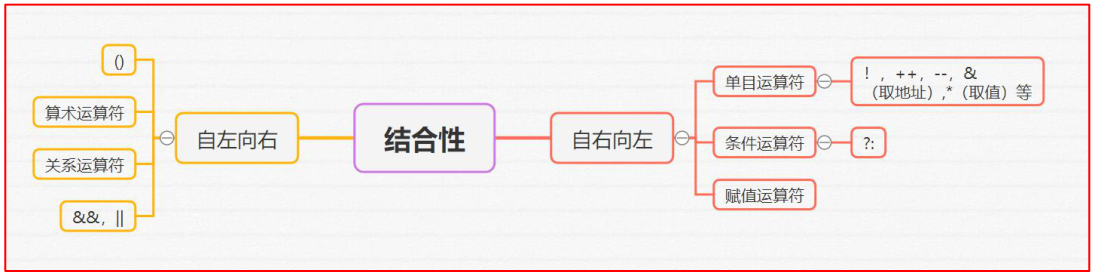 结合性
自左向右
()
算术运算符
关系运算符
&&，||
自右向左
单目运算符
！，++，--，&
（取地址）,*（取值）等
条件运算符
?:
赋值运算符